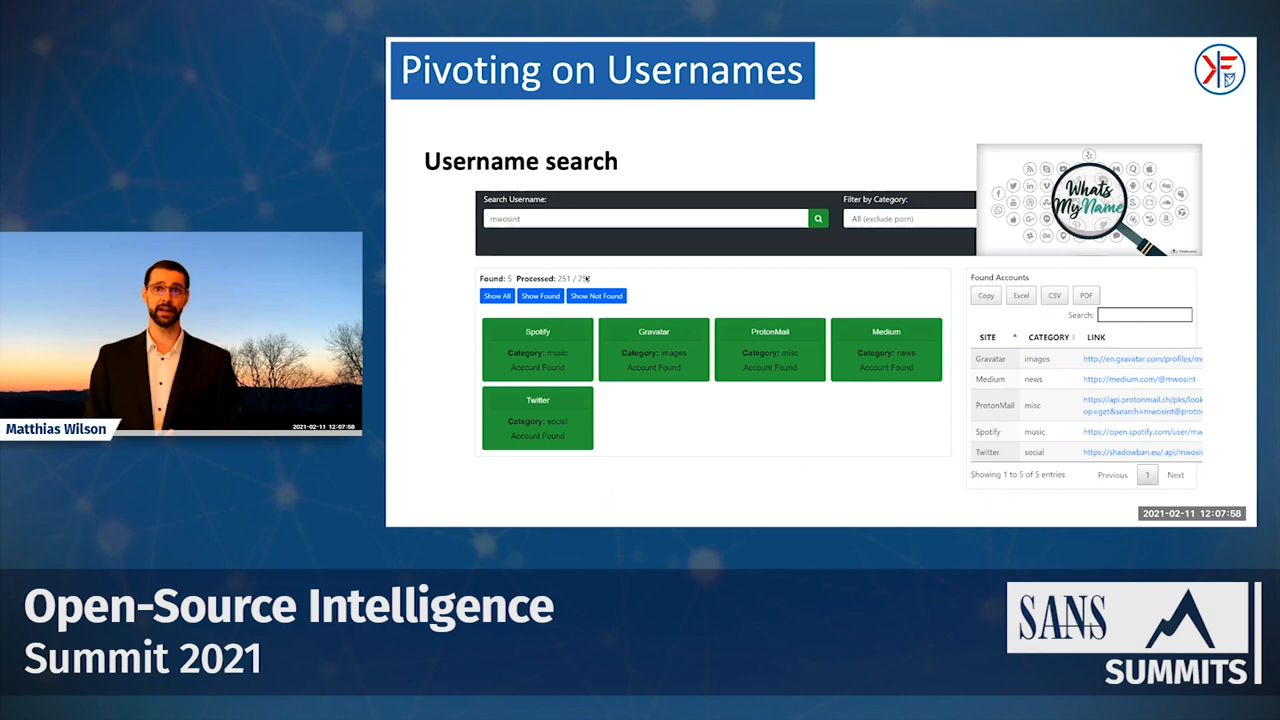 Pivoting on Usernames
Username search
Search Username:
Filter by Category:
mwosint
All (exclude porn)
Whats
MyName
Found: 5 Processed: 251 /
Show All
Show Found
Show Not Found
Spotify
Category: music
Account Found
Gravatar
Category: images
Account Found
ProtonMail
Category: misc
Account Found
Medium
Category: news
Account Found
Twitter
Category: social
Account Found
Found Accounts
Copy
Excel
CSV
PDF
Search:
SITE CATEGORY LINK
Gravatar images http://en.gravatar.com/profiles/m
Medium news https://medium.com/@mwosint
ProtonMail misc https://api.protonmail.ch/pks/look
op=get&search=mwosint@proto
Spotify music https://open.spotify.com/user/mw
Twitter social https://shadowban.eu/.api/mwosi
Showing 1 to 5 of 5 entries
Previous 1 Next
2021-02-11 12:07:58
Matthias Wilson
2021-02-11 12:07:58
Open-Source Intelligence
Summit 2021
SANS
SUMMITS